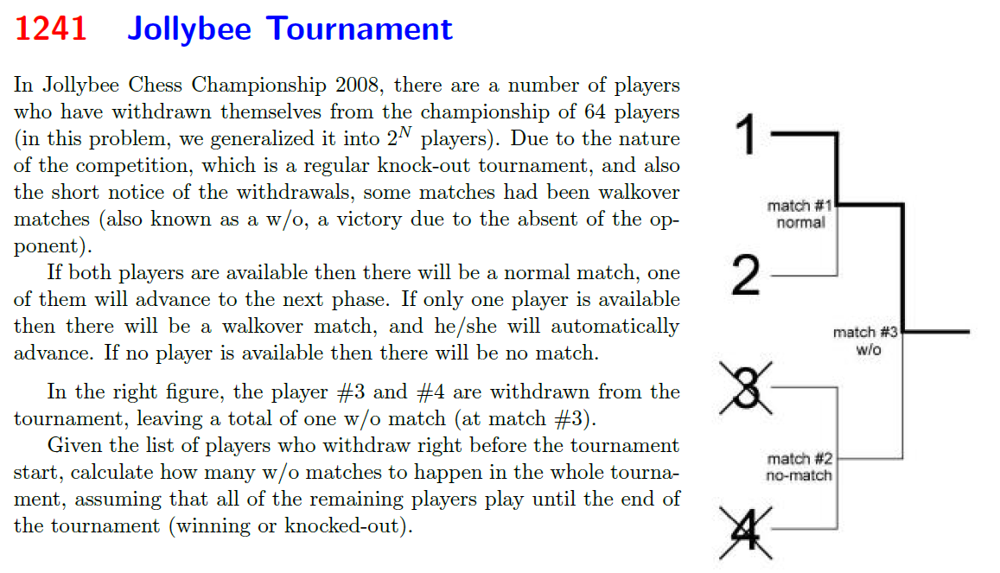 1241 Jollybee Tournament
In Jollybee Chess Championship 2008, there are a number of players
who have withdrawn themselves from the championship of 64 players
(in this problem, we generalized it into 2^N players). Due to the nature
of the competition, which is a regular knock-out tournament, and also
the short notice of the withdrawals, some matches had been walkover
matches (also known as a w/o, a victory due to the absent of the op-
ponent).
If both players are available then there will be a normal match, one
of them will advance to the next phase. If only one player is available
then there will be a walkover match, and he/she will automatically
advance. If no player is available then there will be no match.
In the right figure, the player #3 and #4 are withdrawn from the
tournament, leaving a total of one w/o match (at match #3).
Given the list of players who withdraw right before the tournament
start, calculate how many w/o matches to happen in the whole tourna-
ment, assuming that all of the remaining players play until the end of
the tournament (winning or knocked-out).
1
match #1
normal
2
match #3
w/o
3
match #2
no-match
4